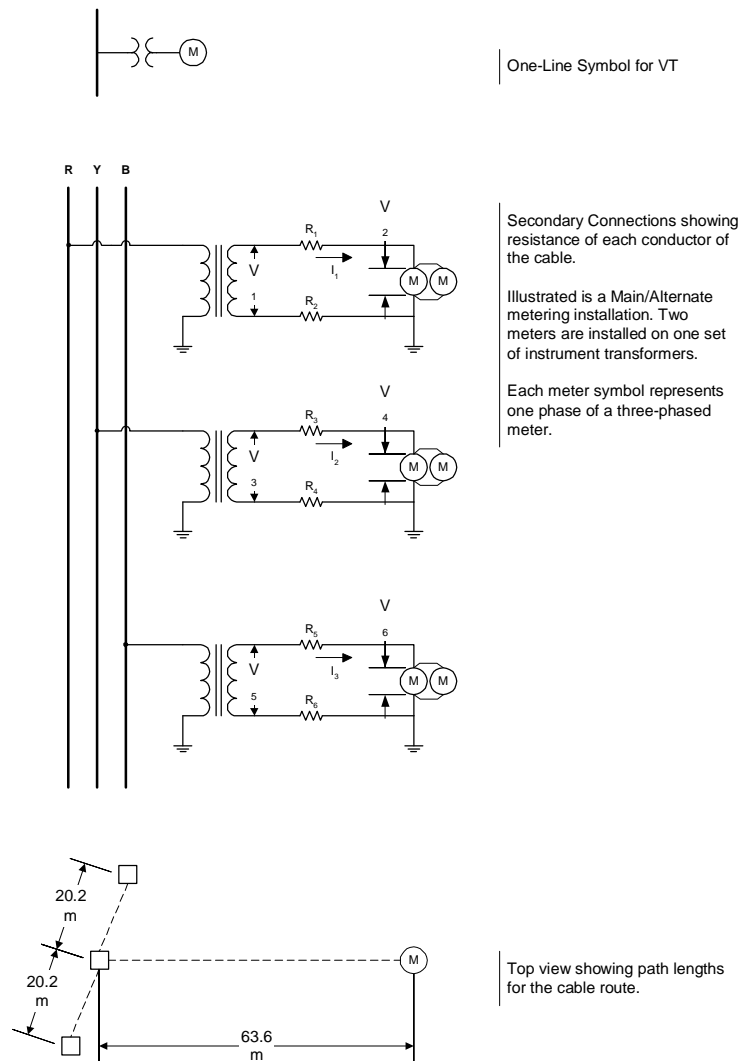 M
One-Line Symbol for VT
R Y B
V
2
R1
I1
V
1
M M
R2
Secondary Connections showing
resistance of each conductor of
the cable.
Illustrated is a Main/Alternate
metering installation. Two
meters are installed on one set
of instrument transformers.
Each meter symbol represents
one phase of a three-phased
meter.
V
4
R3
I2
V
3
M M
R4
V
6
R5
I3
V
5
M M
R6
20.2
m
20.2
m
M
63.6
m
Top view showing path lengths
for the cable route.